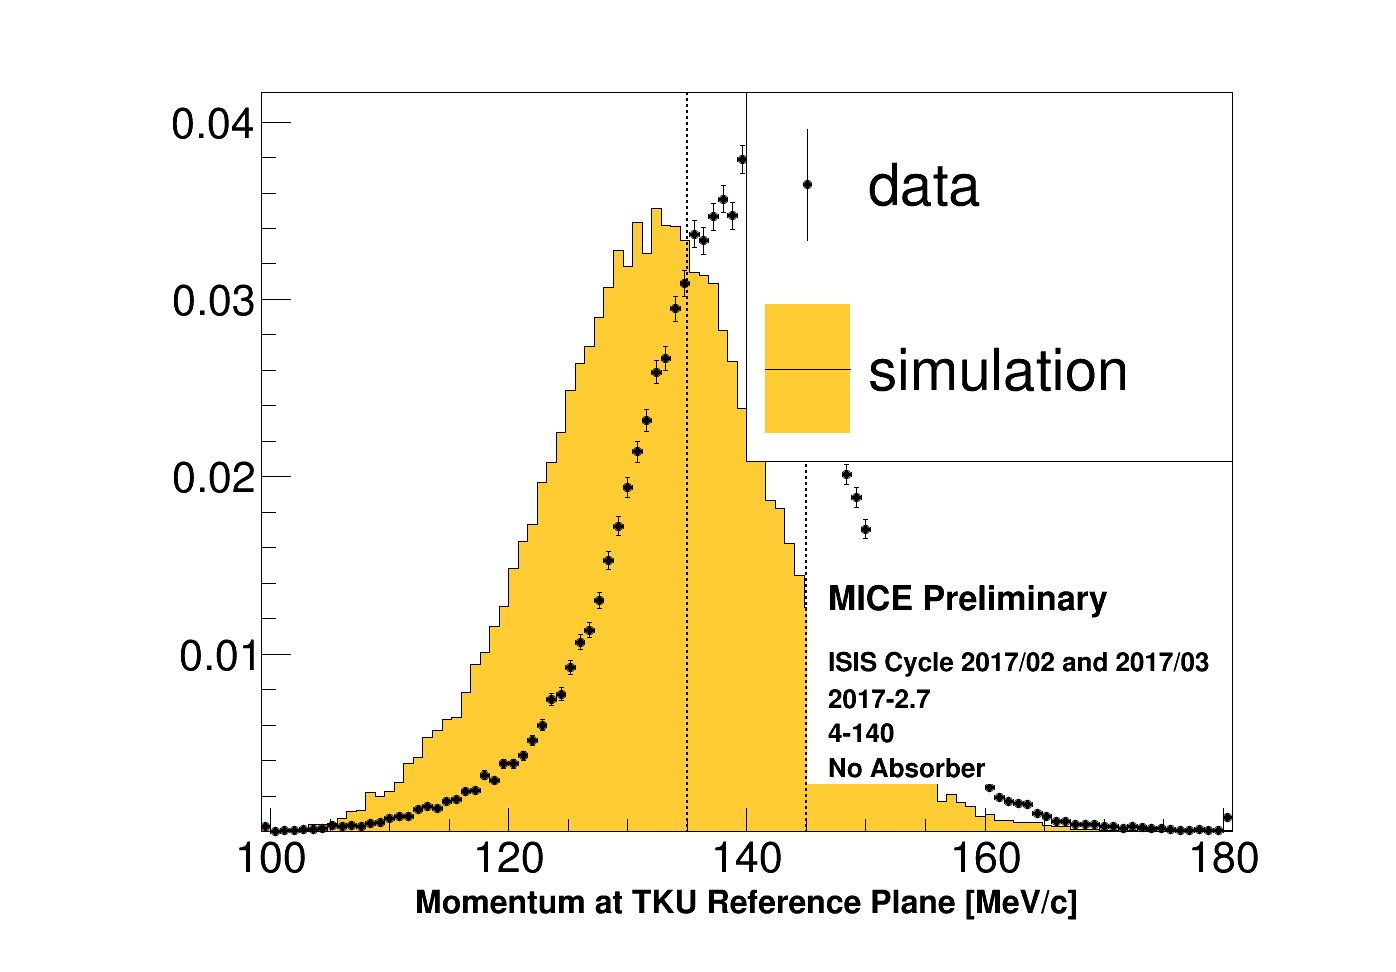 0.04
data
0.03
simulation
0.02
MICE Preliminary
0.01
ISIS Cycle 2017/02 and 2017/03
2017-2.7
4-140
No Absorber
100 120 140 160 180
Momentum at TKU Reference Plane [MeV/c]